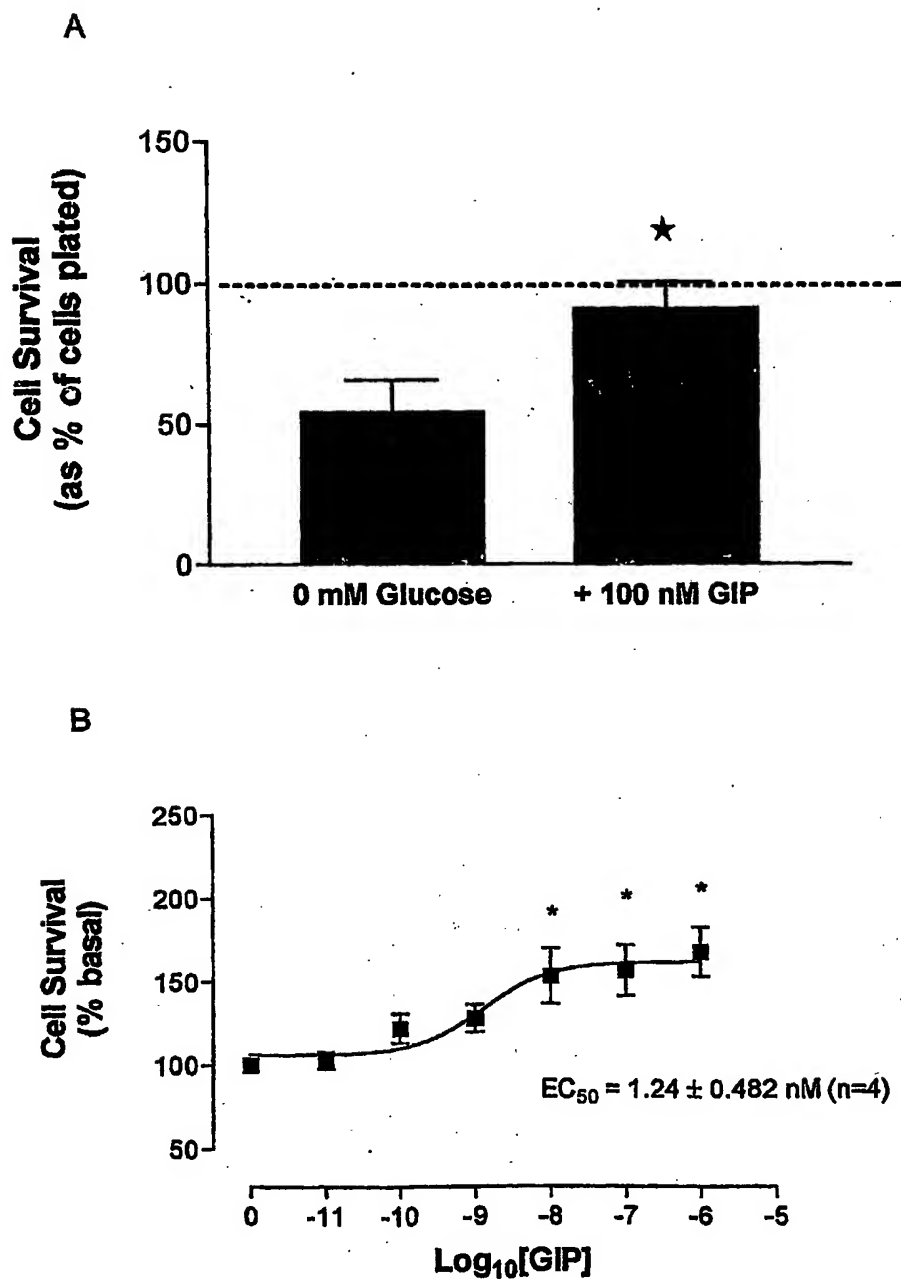 A
150
100
50
0
Cell Survival
(as % of cells plated)
★
0 mM Glucose + 100 nM GIP
B
250
200
150
100
50
Cell Survival
(% basal)
* * *
EC₅₀ = 1.24 ± 0.482 nM (n=4)
0 -11 -10 -9 -8 -7 -6 -5
Log₁₀[GIP]